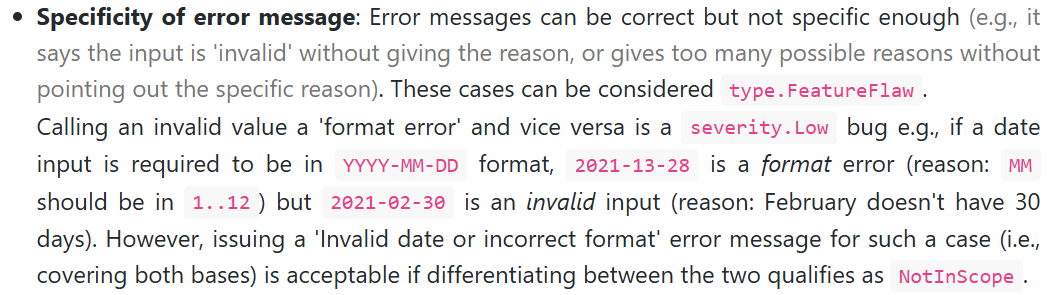 • Specificity of error message: Error messages can be correct but not specific enough (e.g., it
says the input is 'invalid' without giving the reason, or gives too many possible reasons without
pointing out the specific reason). These cases can be considered type.FeatureFlaw.
Calling an invalid value a 'format error' and vice versa is a severity.Low bug e.g., if a date
input is required to be in YYYY-MM-DD format, 2021-13-28 is a format error (reason: MM
should be in 1..12) but 2021-02-30 is an invalid input (reason: February doesn't have 30
days). However, issuing a 'Invalid date or incorrect format' error message for such a case (i.e.,
covering both bases) is acceptable if differentiating between the two qualifies as NotInScope.